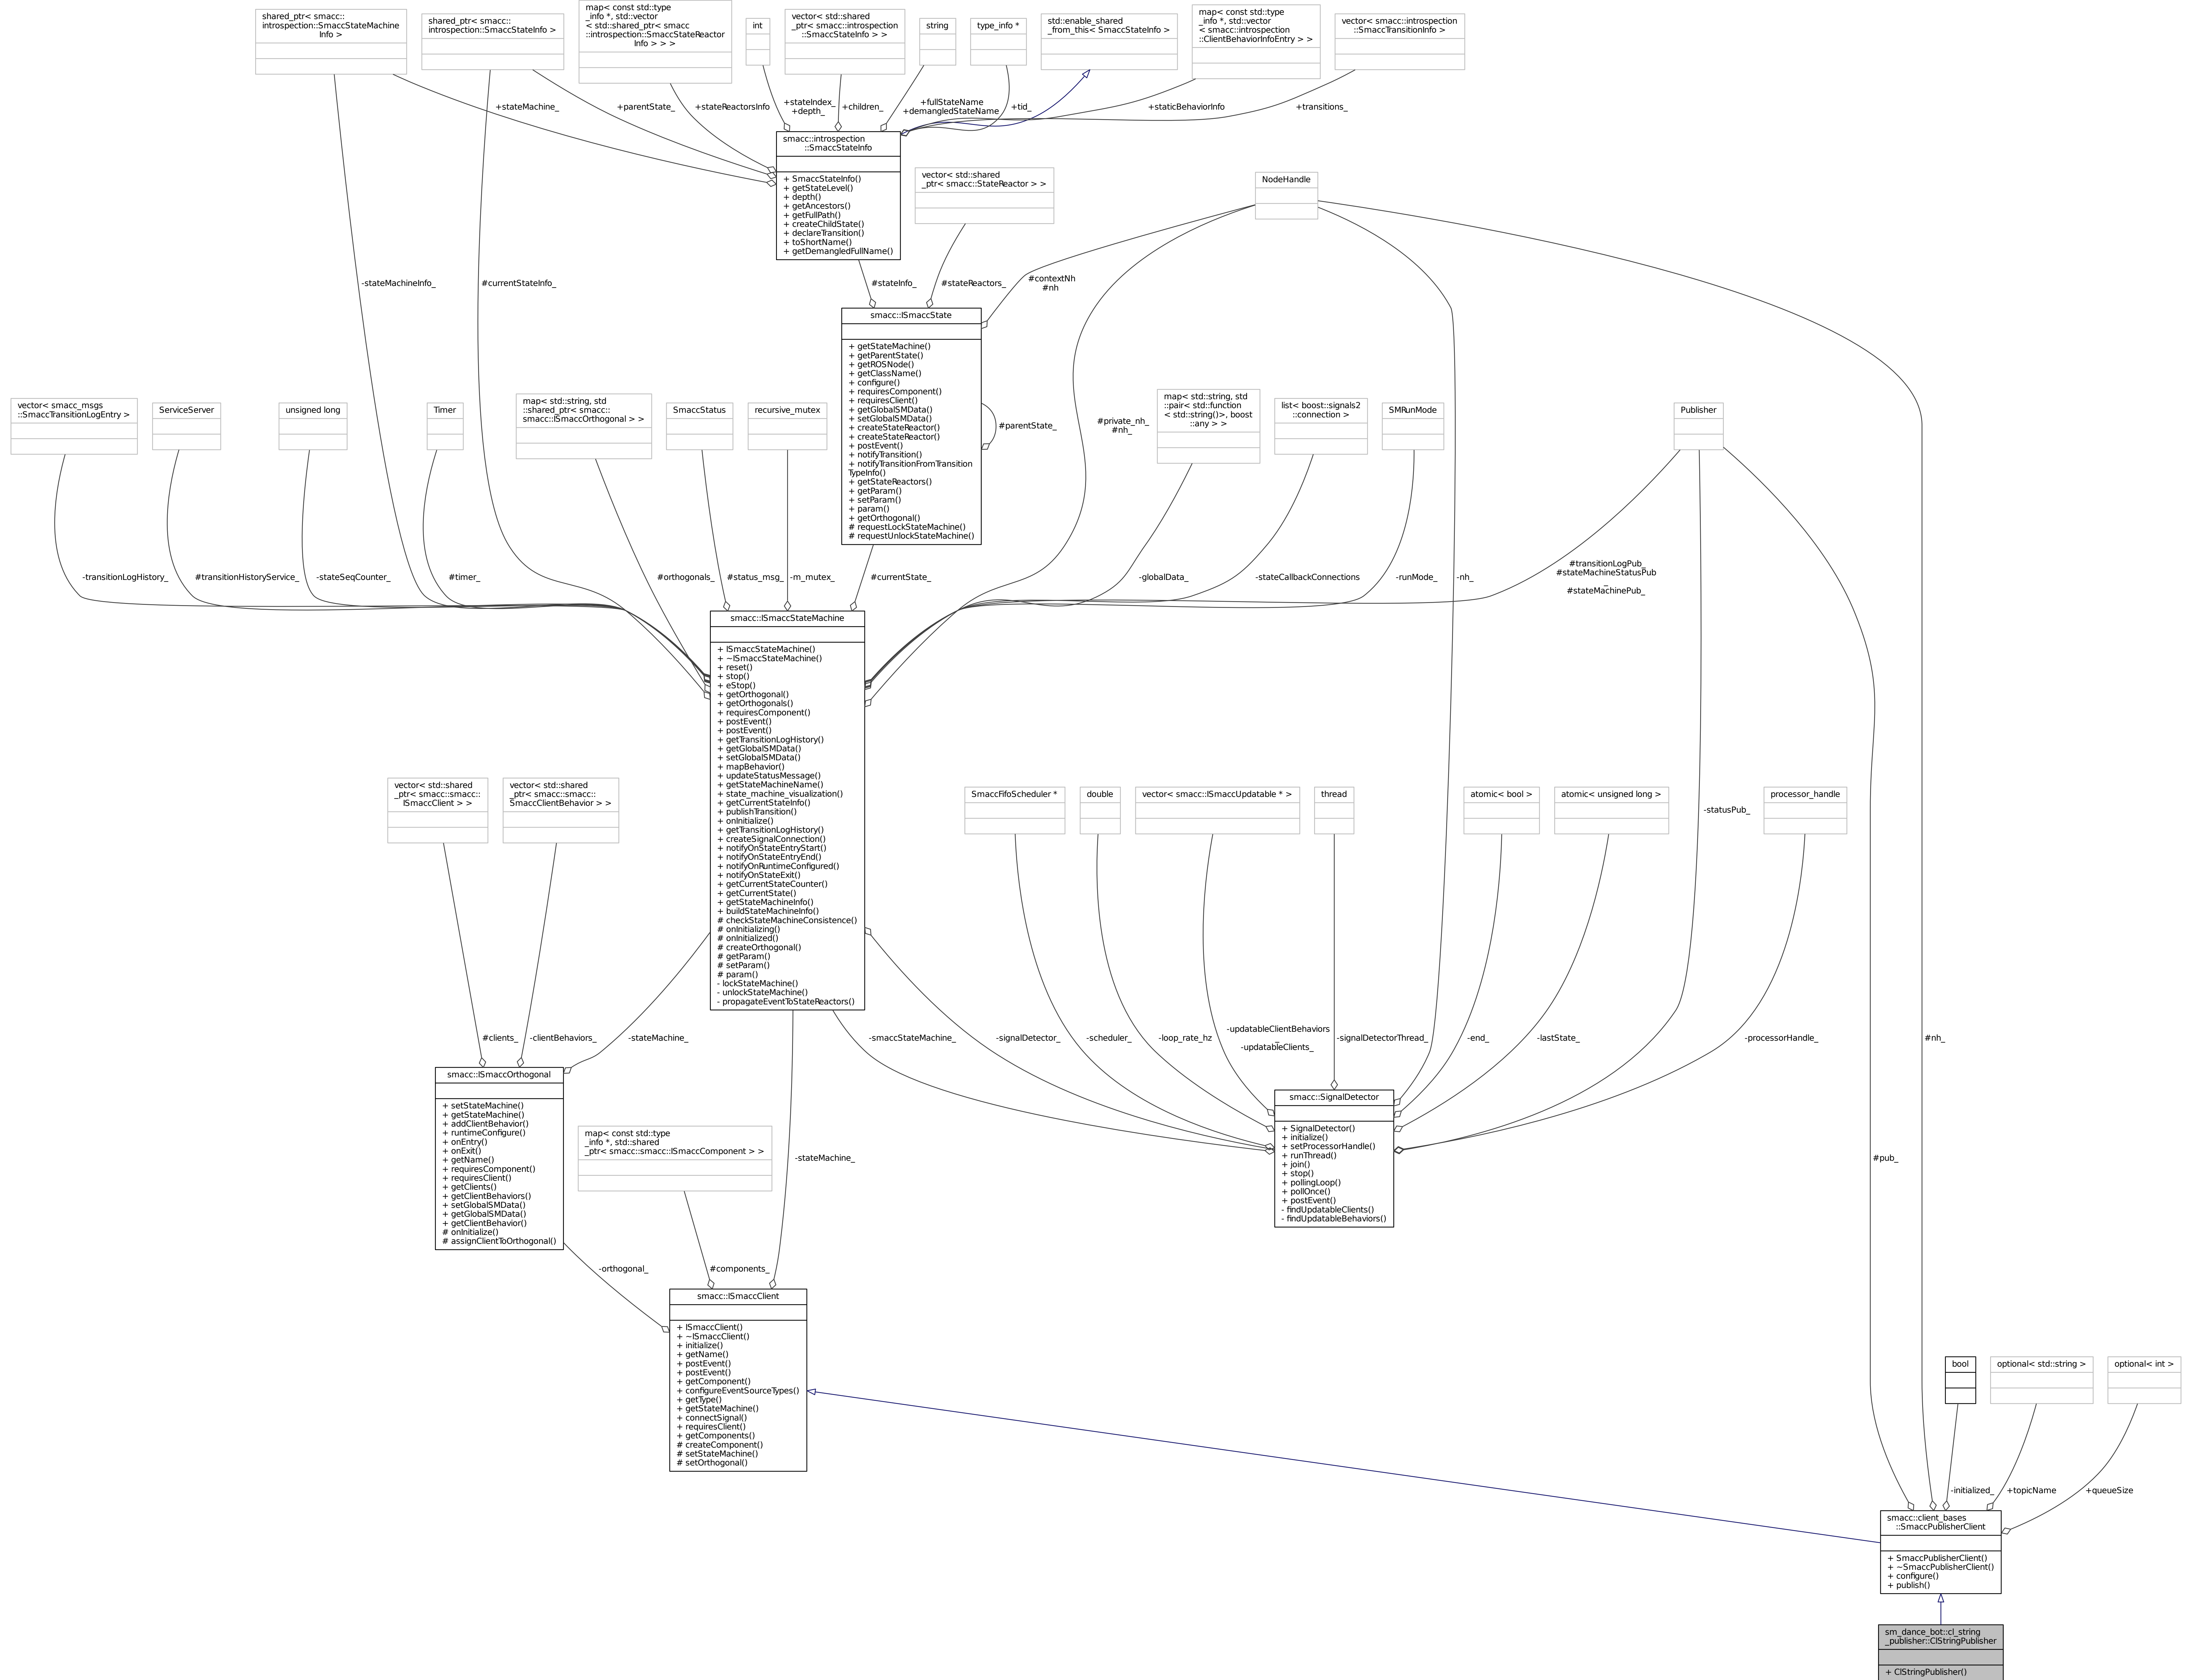 shared_ptr< smacc::
introspection::SmaccStateMachine
Info >
shared_ptr< smacc::
introspection::SmaccStateInfo >
map< const std::type
_info *, std::vector
< std::shared_ptr< smacc
::introspection::SmaccStateReactor
Info > > >
int
vector< std::shared
_ptr< smacc::introspection
::SmaccStateInfo > >
string
type_info *
std::enable_shared
_from_this< SmaccStateInfo >
map< const std::type
_info *, std::vector
< smacc::introspection
::ClientBehaviorInfoEntry > >
vector< smacc::introspection
::SmaccTransitionInfo >
+stateMachine_
+parentState_
+stateReactorsInfo
+stateIndex_
+depth_
+children_
+fullStateName
+demangledStateName
+tid_
+staticBehaviorInfo
+transitions_
smacc::introspection
::SmaccStateInfo
+ SmaccStateInfo()
+ getStateLevel()
+ depth()
+ getAncestors()
+ getFullPath()
+ createChildState()
+ declareTransition()
+ toShortName()
+ getDemangledFullName()
vector< std::shared
_ptr< smacc::StateReactor > >
NodeHandle
-stateMachineInfo_
#currentStateInfo_
#stateInfo_
#stateReactors_
#contextNh
#nh
smacc::ISmaccState
+ getStateMachine()
+ getParentState()
+ getROSNode()
+ getClassName()
+ configure()
+ requiresComponent()
+ requiresClient()
+ getGlobalSMData()
+ setGlobalSMData()
+ createStateReactor()
+ createStateReactor()
+ postEvent()
+ notifyTransition()
+ notifyTransitionFromTransition
TypeInfo()
+ getStateReactors()
+ getParam()
+ setParam()
+ param()
+ getOrthogonal()
# requestLockStateMachine()
# requestUnlockStateMachine()
#parentState_
#private_nh_
#nh_
vector< smacc_msgs
::SmaccTransitionLogEntry >
ServiceServer
unsigned long
Timer
map< std::string, std
::shared_ptr< smacc::
smacc::ISmaccOrthogonal > >
SmaccStatus
recursive_mutex
map< std::string, std
::pair< std::function
< std::string()>, boost
::any > >
list< boost::signals2
::connection >
SMRunMode
Publisher
-transitionLogHistory_
#transitionHistoryService_
-stateSeqCounter_
#timer_
#orthogonals_
#status_msg_
-m_mutex_
#currentState_
-globalData_
-stateCallbackConnections
-runMode_
-nh_
#transitionLogPub_
#stateMachineStatusPub
_
#stateMachinePub_
smacc::ISmaccStateMachine
+ ISmaccStateMachine()
+ ~ISmaccStateMachine()
+ reset()
+ stop()
+ eStop()
+ getOrthogonal()
+ getOrthogonals()
+ requiresComponent()
+ postEvent()
+ postEvent()
+ getTransitionLogHistory()
+ getGlobalSMData()
+ setGlobalSMData()
+ mapBehavior()
+ updateStatusMessage()
+ getStateMachineName()
+ state_machine_visualization()
+ getCurrentStateInfo()
+ publishTransition()
+ onInitialize()
+ getTransitionLogHistory()
+ createSignalConnection()
+ notifyOnStateEntryStart()
+ notifyOnStateEntryEnd()
+ notifyOnRuntimeConfigured()
+ notifyOnStateExit()
+ getCurrentStateCounter()
+ getCurrentState()
+ getStateMachineInfo()
+ buildStateMachineInfo()
# checkStateMachineConsistence()
# onInitializing()
# onInitialized()
# createOrthogonal()
# getParam()
# setParam()
# param()
- lockStateMachine()
- unlockStateMachine()
- propagateEventToStateReactors()
vector< std::shared
_ptr< smacc::smacc::
ISmaccClient > >
vector< std::shared
_ptr< smacc::smacc::
SmaccClientBehavior > >
SmaccFifoScheduler *
double
vector< smacc::ISmaccUpdatable * >
thread
atomic< bool >
atomic< unsigned long >
processor_handle
-statusPub_
#clients_
-clientBehaviors_
-stateMachine_
-smaccStateMachine_
-signalDetector_
-scheduler_
-loop_rate_hz
-updatableClientBehaviors
_
-updatableClients_
-signalDetectorThread_
-end_
-lastState_
-processorHandle_
#nh_
smacc::ISmaccOrthogonal
+ setStateMachine()
+ getStateMachine()
+ addClientBehavior()
+ runtimeConfigure()
+ onEntry()
+ onExit()
+ getName()
+ requiresComponent()
+ requiresClient()
+ getClients()
+ getClientBehaviors()
+ setGlobalSMData()
+ getGlobalSMData()
+ getClientBehavior()
# onInitialize()
# assignClientToOrthogonal()
map< const std::type
_info *, std::shared
_ptr< smacc::smacc::ISmaccComponent > >
-stateMachine_
smacc::SignalDetector
+ SignalDetector()
+ initialize()
+ setProcessorHandle()
+ runThread()
+ join()
+ stop()
+ pollingLoop()
+ pollOnce()
+ postEvent()
- findUpdatableClients()
- findUpdatableBehaviors()
#pub_
-orthogonal_
#components_
smacc::ISmaccClient
+ ISmaccClient()
+ ~ISmaccClient()
+ initialize()
+ getName()
+ postEvent()
+ postEvent()
+ getComponent()
+ configureEventSourceTypes()
+ getType()
+ getStateMachine()
+ connectSignal()
+ requiresClient()
+ getComponents()
# createComponent()
# setStateMachine()
# setOrthogonal()
bool
optional< std::string >
optional< int >
-initialized_
+topicName
+queueSize
smacc::client_bases
::SmaccPublisherClient
+ SmaccPublisherClient()
+ ~SmaccPublisherClient()
+ configure()
+ publish()
sm_dance_bot::cl_string
_publisher::ClStringPublisher
+ ClStringPublisher()